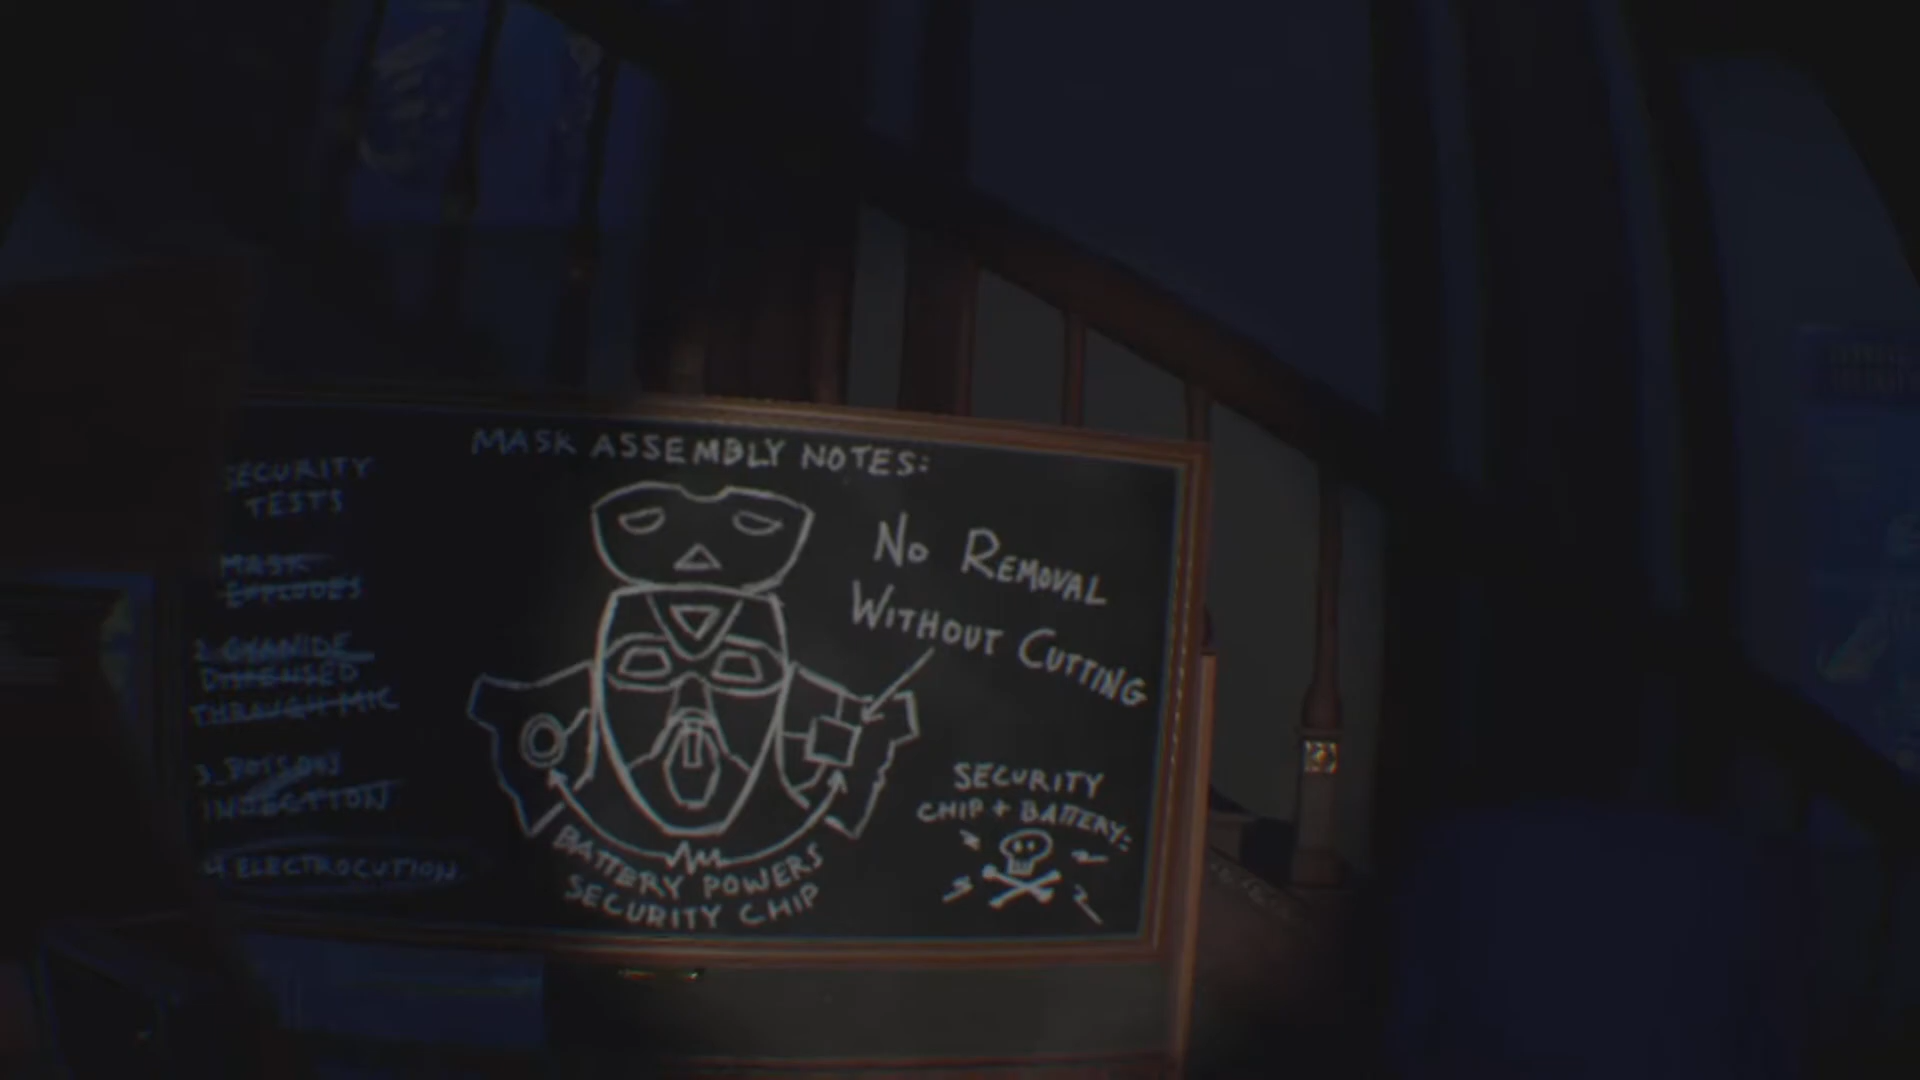 MASK ASSEMBLY NOTES:
SECURITY
TESTS
MASK
EXPLODES
2. CYANIDE
DISPENSED
THROUGH MIC
3. POISON
INJECTION
4. ELECTROCUTION
NO REMOVAL
WITHOUT CUTTING
BATTERY POWERS
SECURITY CHIP
SECURITY
CHIP + BATTERY: